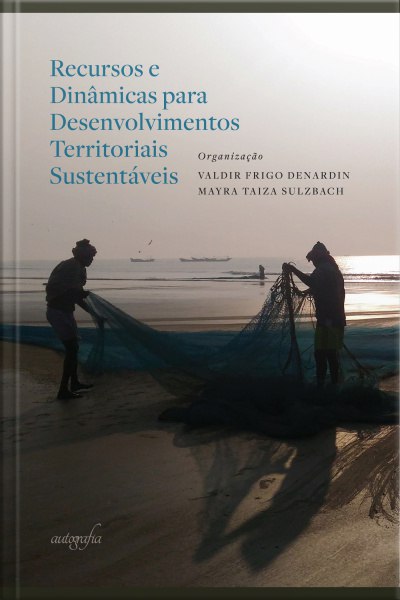 Recursos e
Dinâmicas para
Desenvolvimentos
Territoriais
Sustentáveis
Organização
VALDIR FRIGO DENARDIN
MAYRA TAIZA SULZBACH
autografia